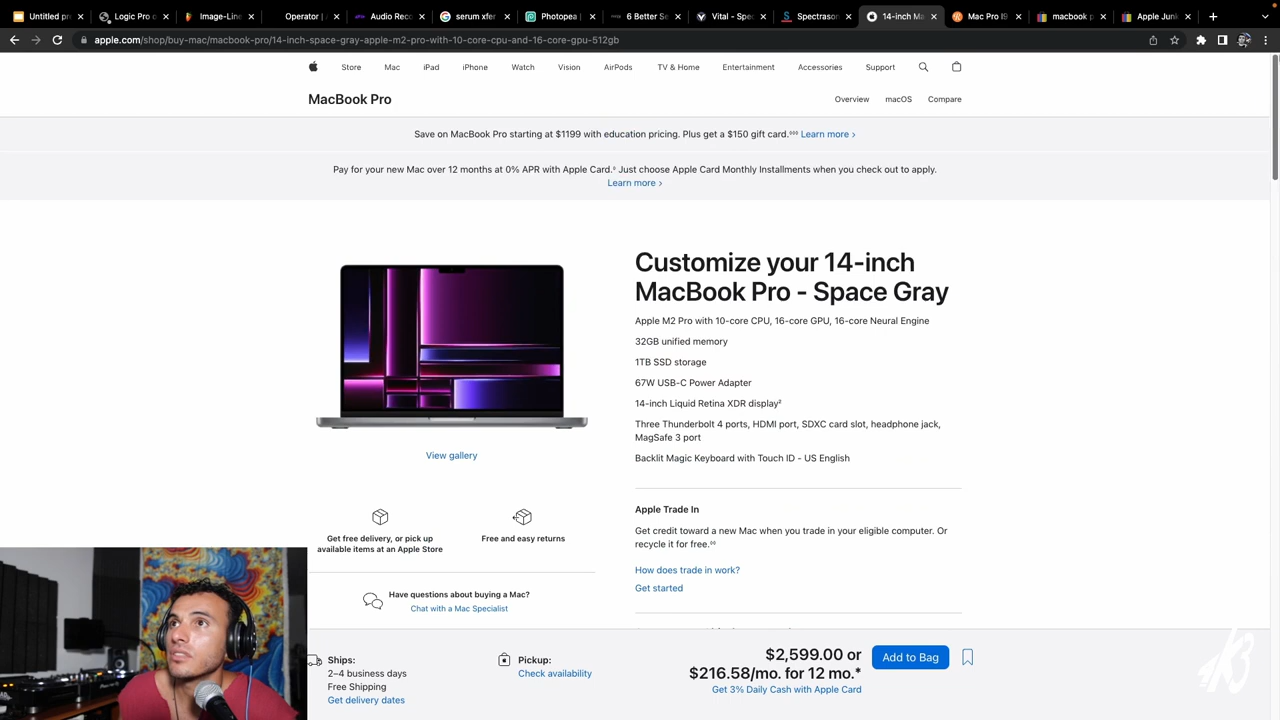 Untitled pr
Logic Pro o
Image-Line
Operator |
Audio Reco
serum xfer
Photopea |
6 Better Se
Vital - Spec
Spectrason
14-inch Ma
Mac Pro I9
macbook p
Apple Junk
apple.com/shop/buy-mac/macbook-pro/14-inch-space-gray-apple-m2-pro-with-10-core-cpu-and-16-core-gpu-512gb
Store Mac iPad iPhone Watch Vision AirPods TV & Home Entertainment Accessories Support
MacBook Pro
Overview macOS Compare
Save on MacBook Pro starting at $1199 with education pricing. Plus get a $150 gift card.◊◊◊ Learn more >
Pay for your new Mac over 12 months at 0% APR with Apple Card.◊ Just choose Apple Card Monthly Installments when you check out to apply.
Learn more >
Customize your 14-inch
MacBook Pro - Space Gray
Apple M2 Pro with 10-core CPU, 16-core GPU, 16-core Neural Engine
32GB unified memory
1TB SSD storage
67W USB-C Power Adapter
14-inch Liquid Retina XDR display²
Three Thunderbolt 4 ports, HDMI port, SDXC card slot, headphone jack,
MagSafe 3 port
Backlit Magic Keyboard with Touch ID - US English
View gallery
Apple Trade In
Get credit toward a new Mac when you trade in your eligible computer. Or
recycle it for free.◊◊
How does trade in work?
Get started
Get free delivery, or pick up
available items at an Apple Store
Free and easy returns
Have questions about buying a Mac?
Chat with a Mac Specialist
Ships:
2–4 business days
Free Shipping
Get delivery dates
Pickup:
Check availability
$2,599.00 or
$216.58/mo. for 12 mo.*
Get 3% Daily Cash with Apple Card
Add to Bag